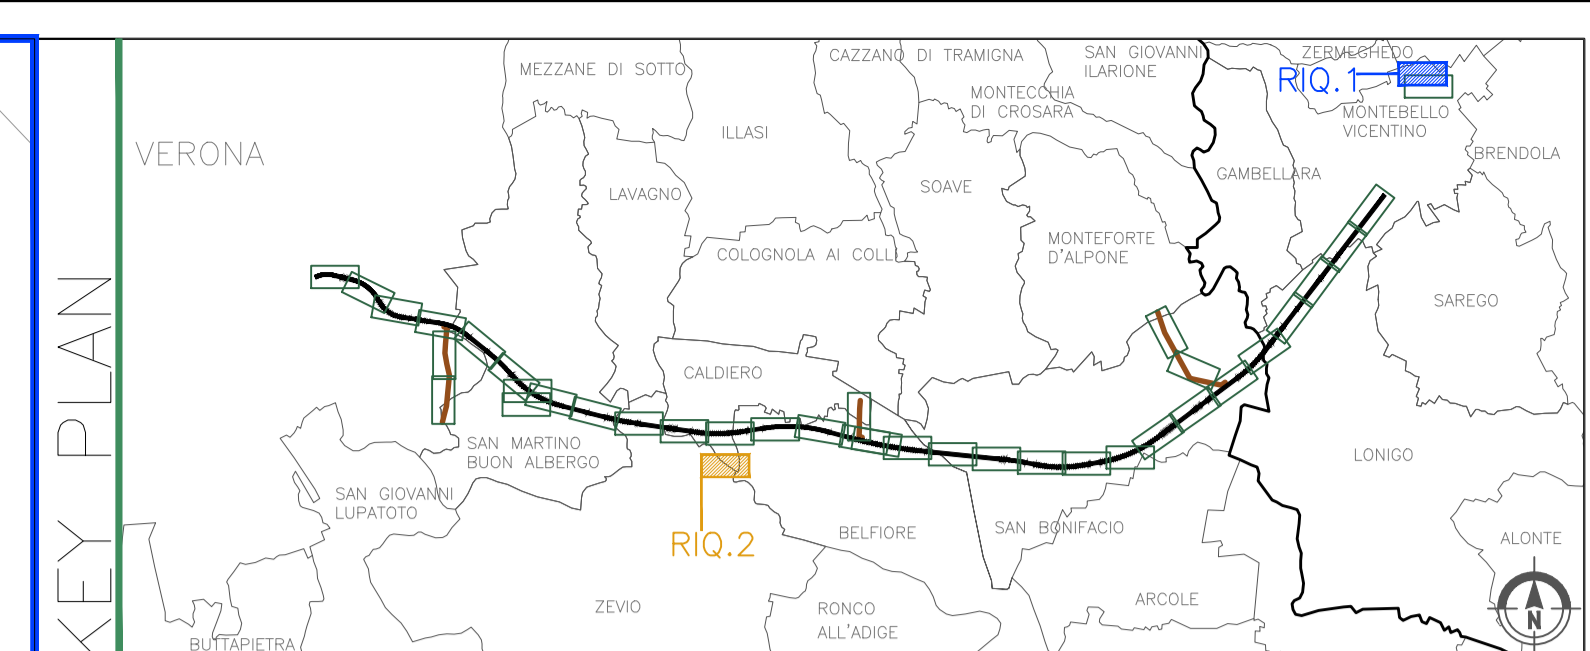 KEY PLAN
VERONA
MEZZANE DI SOTTO
CAZZANO DI TRAMIGNA
SAN GIOVANNI
ILARIONE
ZERMEGHEDO
RIQ.1
MONTECCHIA
DI CROSARA
MONTEBELLO
VICENTINO
ILLASI
BRENDOLA
LAVAGNO
SOAVE
GAMBELLARA
COLOGNOLA AI COLLI
MONTEFORTE
D'ALPONE
SAREGO
CALDIERO
SAN MARTINO
BUON ALBERGO
LONIGO
SAN GIOVANNI
LUPATOTO
RIQ.2
BELFIORE
SAN BONIFACIO
ALONTE
ZEVIO
RONCO
ALL'ADIGE
ARCOLE
N
BUTTAPIETRA